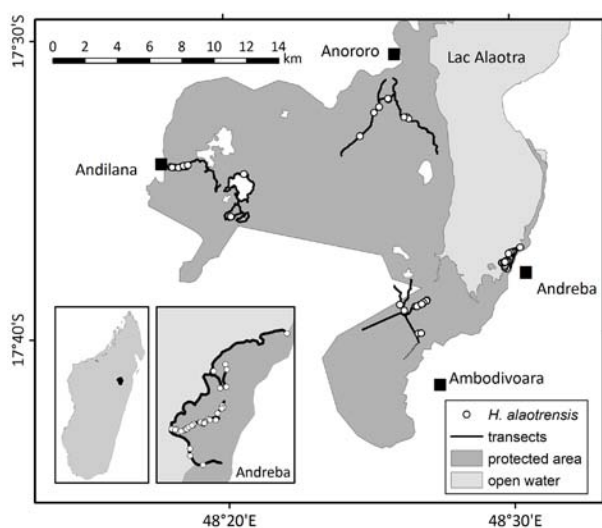 17°30'S
0 2 4 6 8 10 12 14
km
Anororo
Lac Alaotra
Andilana
Andreba
17°40'S
Ambodivoara
H. alaotrensis
transects
protected area
open water
Andreba
48°20'E
48°30'E